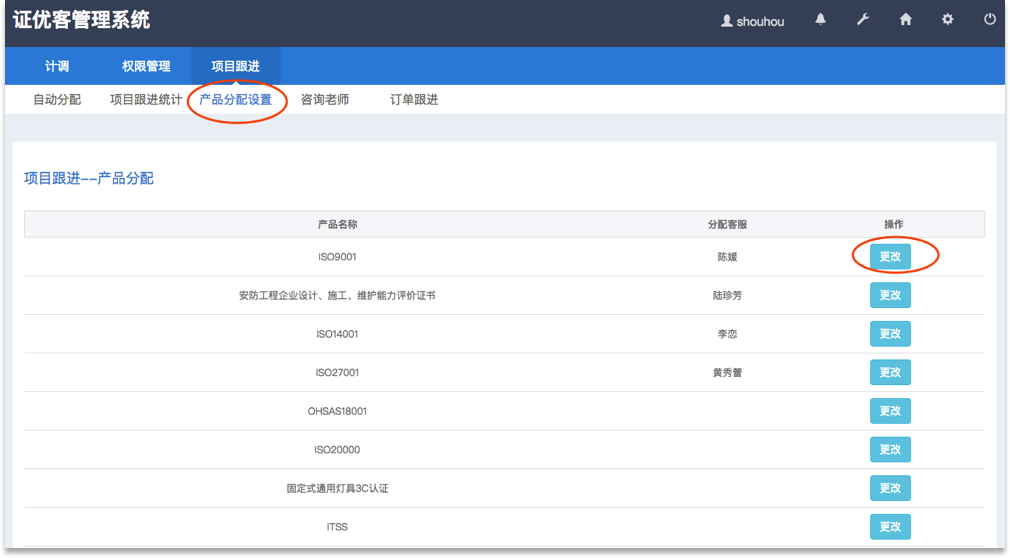 证优客管理系统
shouhou
计调 权限管理 项目跟进
自动分配 项目跟进统计 产品分配设置 咨询老师 订单跟进
项目跟进--产品分配
产品名称 分配客服 操作
ISO9001 陈媛 更改
安防工程企业设计、施工、维护能力评价证书 陆珍芳 更改
ISO14001 李恋 更改
ISO27001 黄秀蕾 更改
OHSAS18001 更改
ISO20000 更改
固定式通用灯具3C认证 更改
ITSS 更改